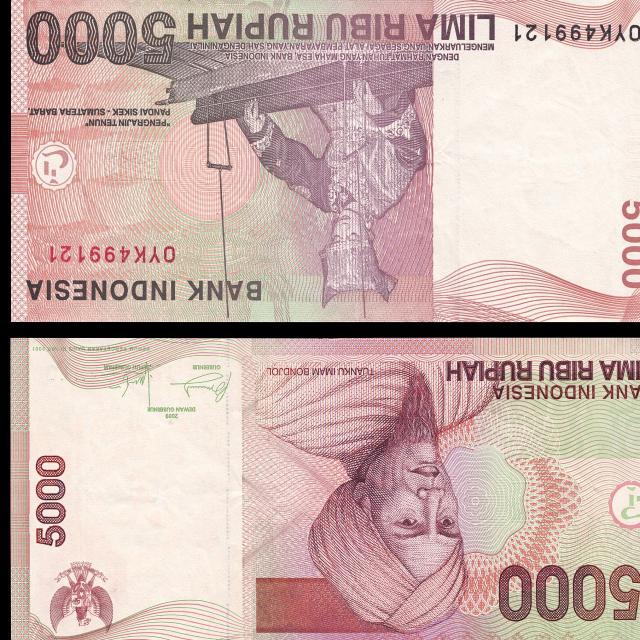 BANK INDONESIA
OYK499121
"PENGRAJIN TENUN"
PANDAI SIKEK - SUMATERA BARAT.
DENGAN RAHMAT TUHAN YANG MAHA ESA, BANK INDONESIA
MENGELUARKAN UANG SEBAGAI ALAT PEMBAYARAN YANG SAH DENGAN NILAI
LIMA RIBU RUPIAH
5000
5000
OYK499121
5000
5000
BANK INDONESIA
LIMA RIBU RUPIAH
TUANKU IMAM BONDJOL
2009
DEWAN GUBERNUR
GUBERNUR
DEPUTI GUBERNUR